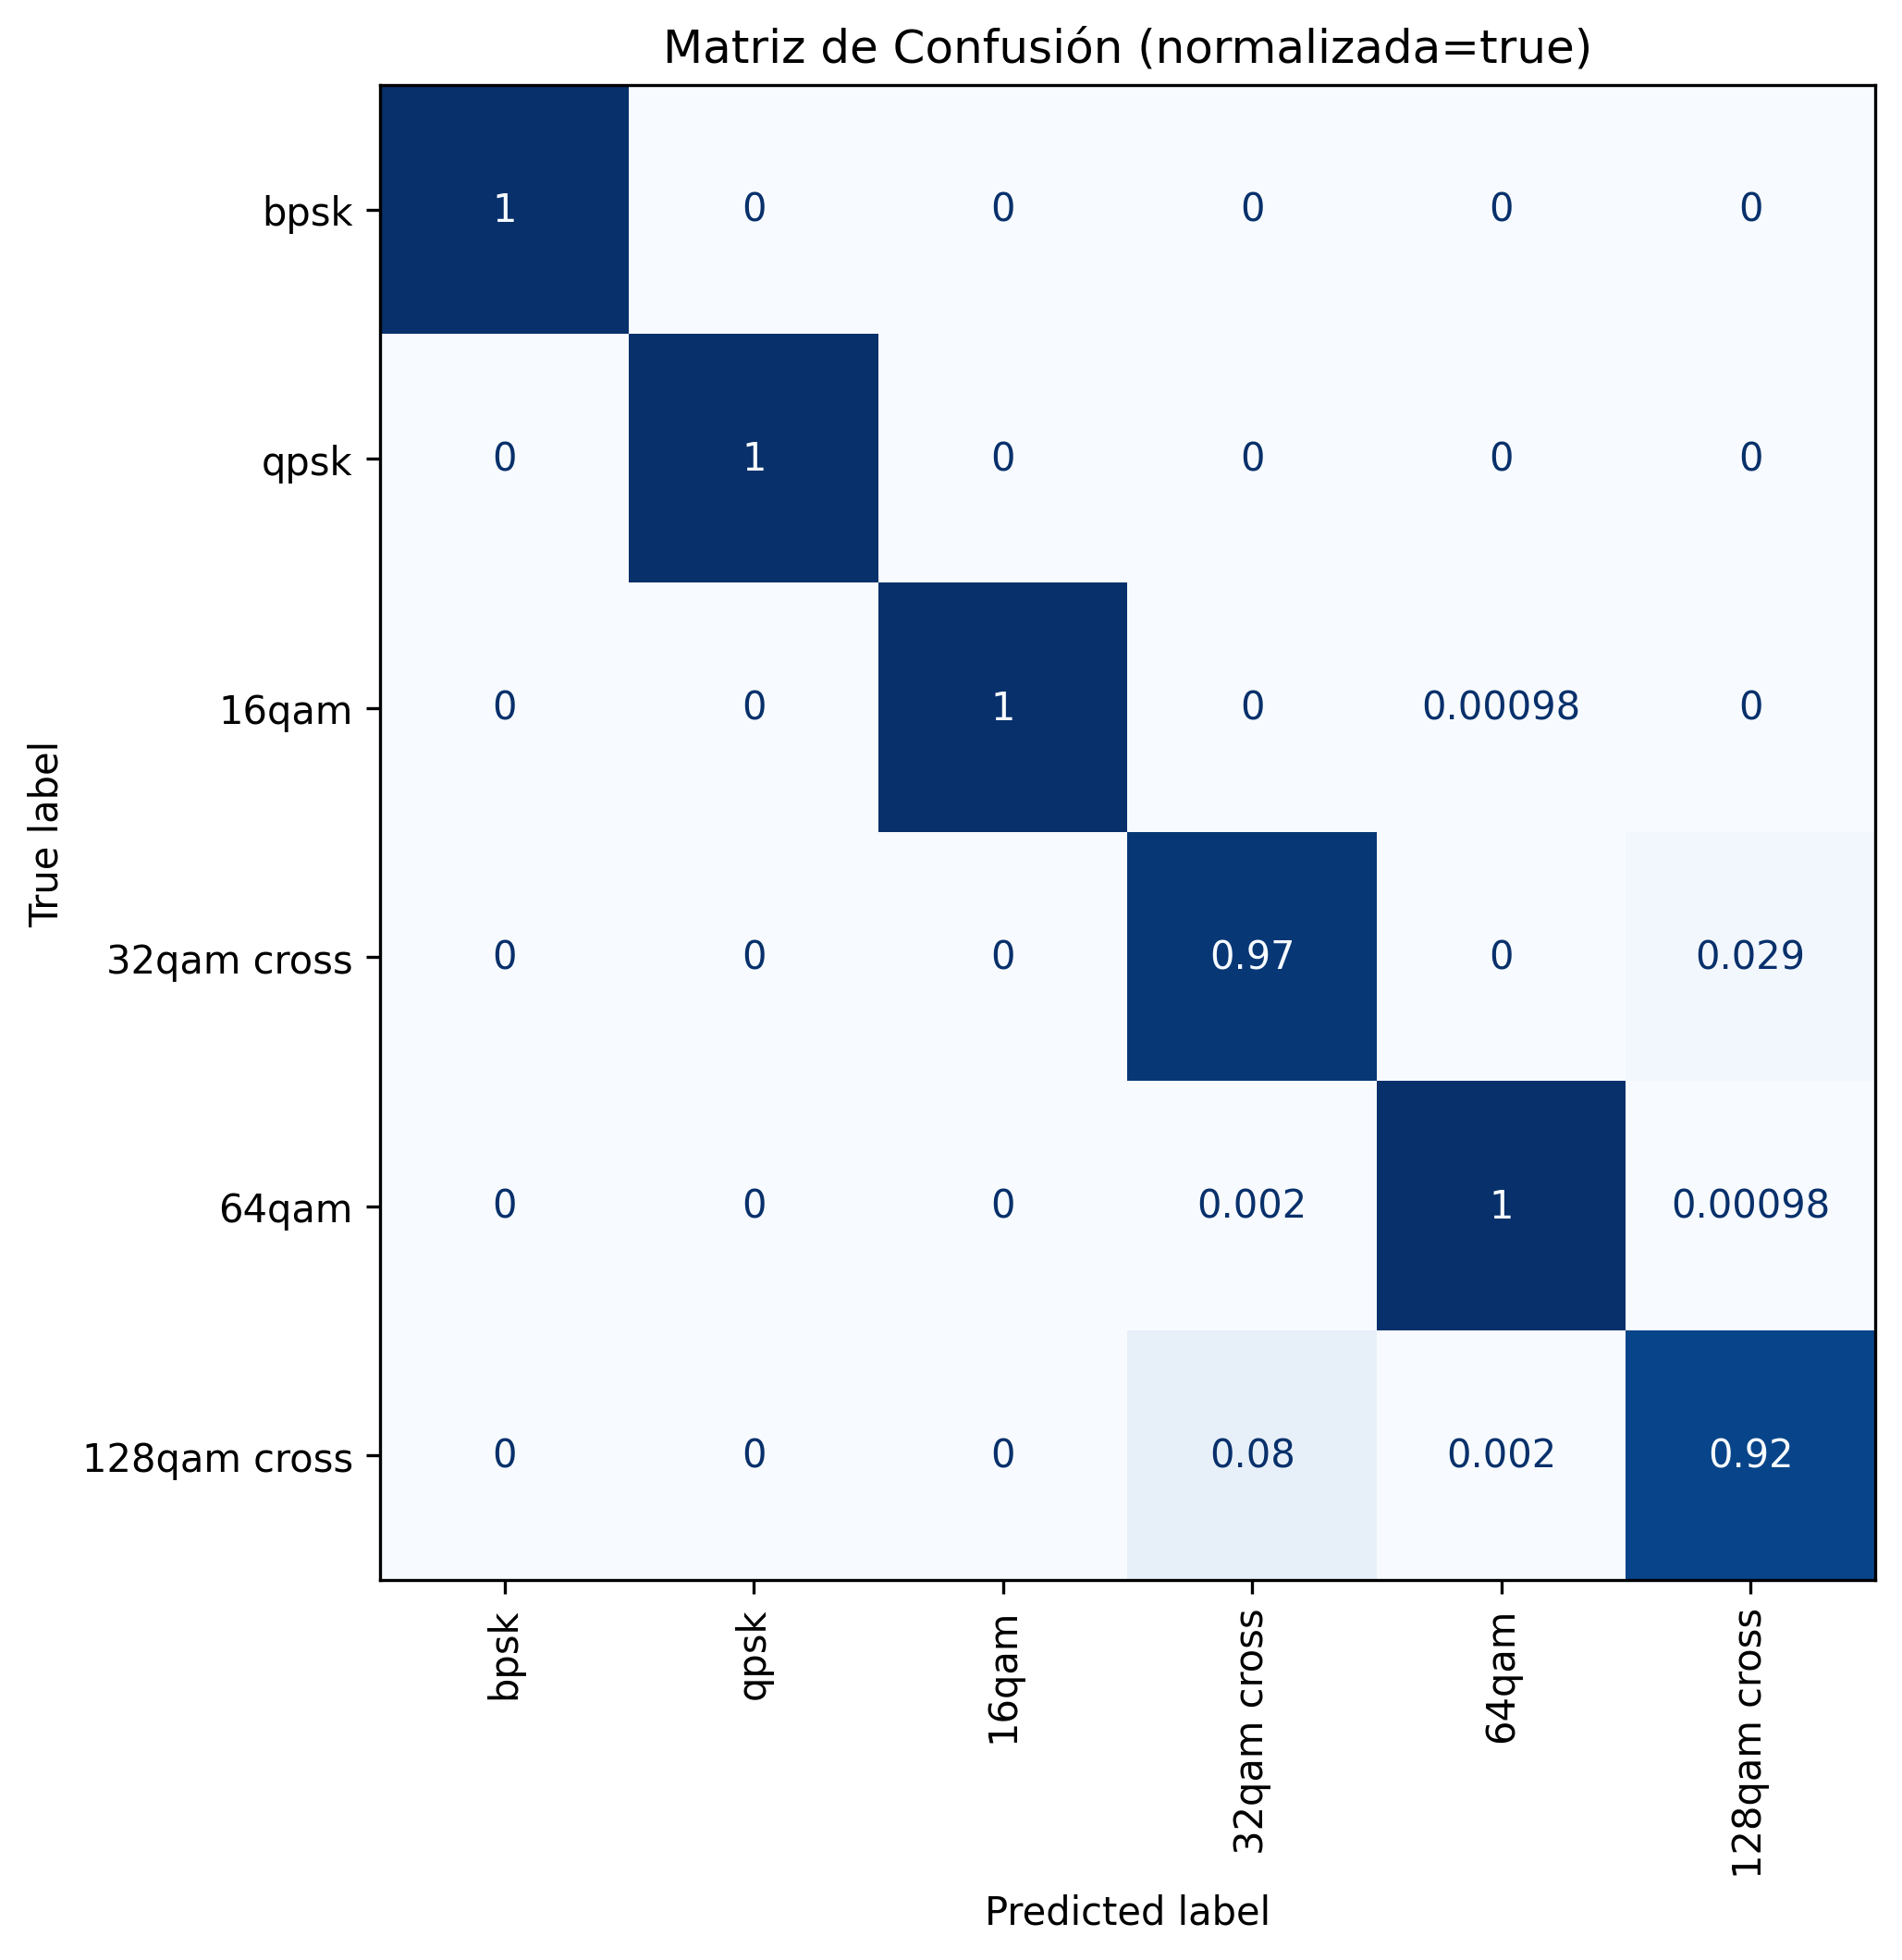 Matriz de Confusión (normalizada=true)
True label
bpsk 1 0 0 0 0 0
qpsk 0 1 0 0 0 0
16qam 0 0 1 0 0.00098 0
32qam cross 0 0 0 0.97 0 0.029
64qam 0 0 0 0.002 1 0.00098
128qam cross 0 0 0 0.08 0.002 0.92
bpsk qpsk 16qam 32qam cross 64qam 128qam cross
Predicted label